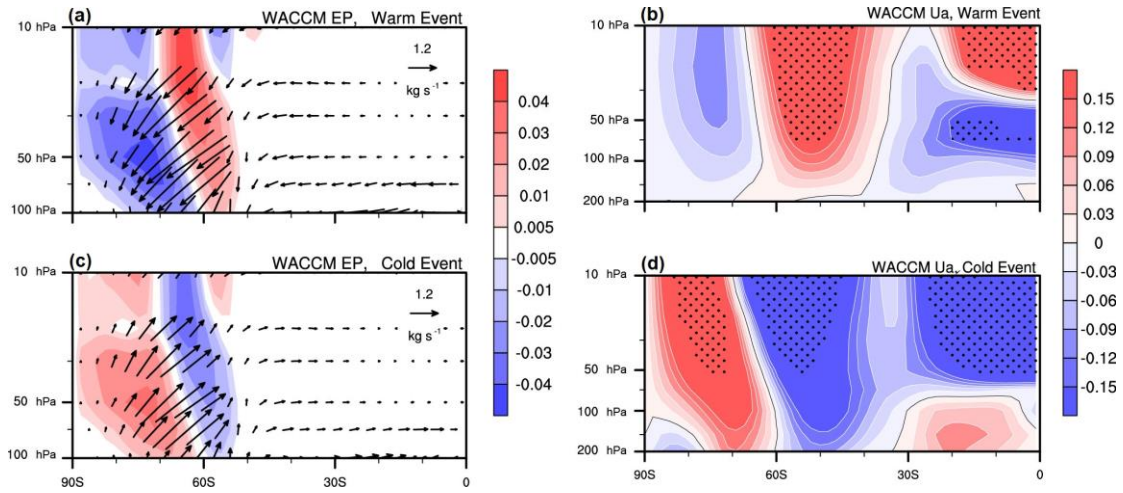 (a) WACCM EP, Warm Event
10 hPa
1.2
kg s⁻¹
50 hPa
100 hPa
90S 60S 30S 0
0.04
0.03
0.02
0.01
0.005
-0.005
-0.01
-0.02
-0.03
-0.04
(b) WACCM Ua, Warm Event
10 hPa
50 hPa
100 hPa
200 hPa
0.15
0.12
0.09
0.06
0.03
0
-0.03
-0.06
-0.09
-0.12
-0.15
(c) WACCM EP, Cold Event
10 hPa
1.2
kg s⁻¹
50 hPa
100 hPa
(d) WACCM Ua, Cold Event
10 hPa
50 hPa
100 hPa
200 hPa
90S 60S 30S 0